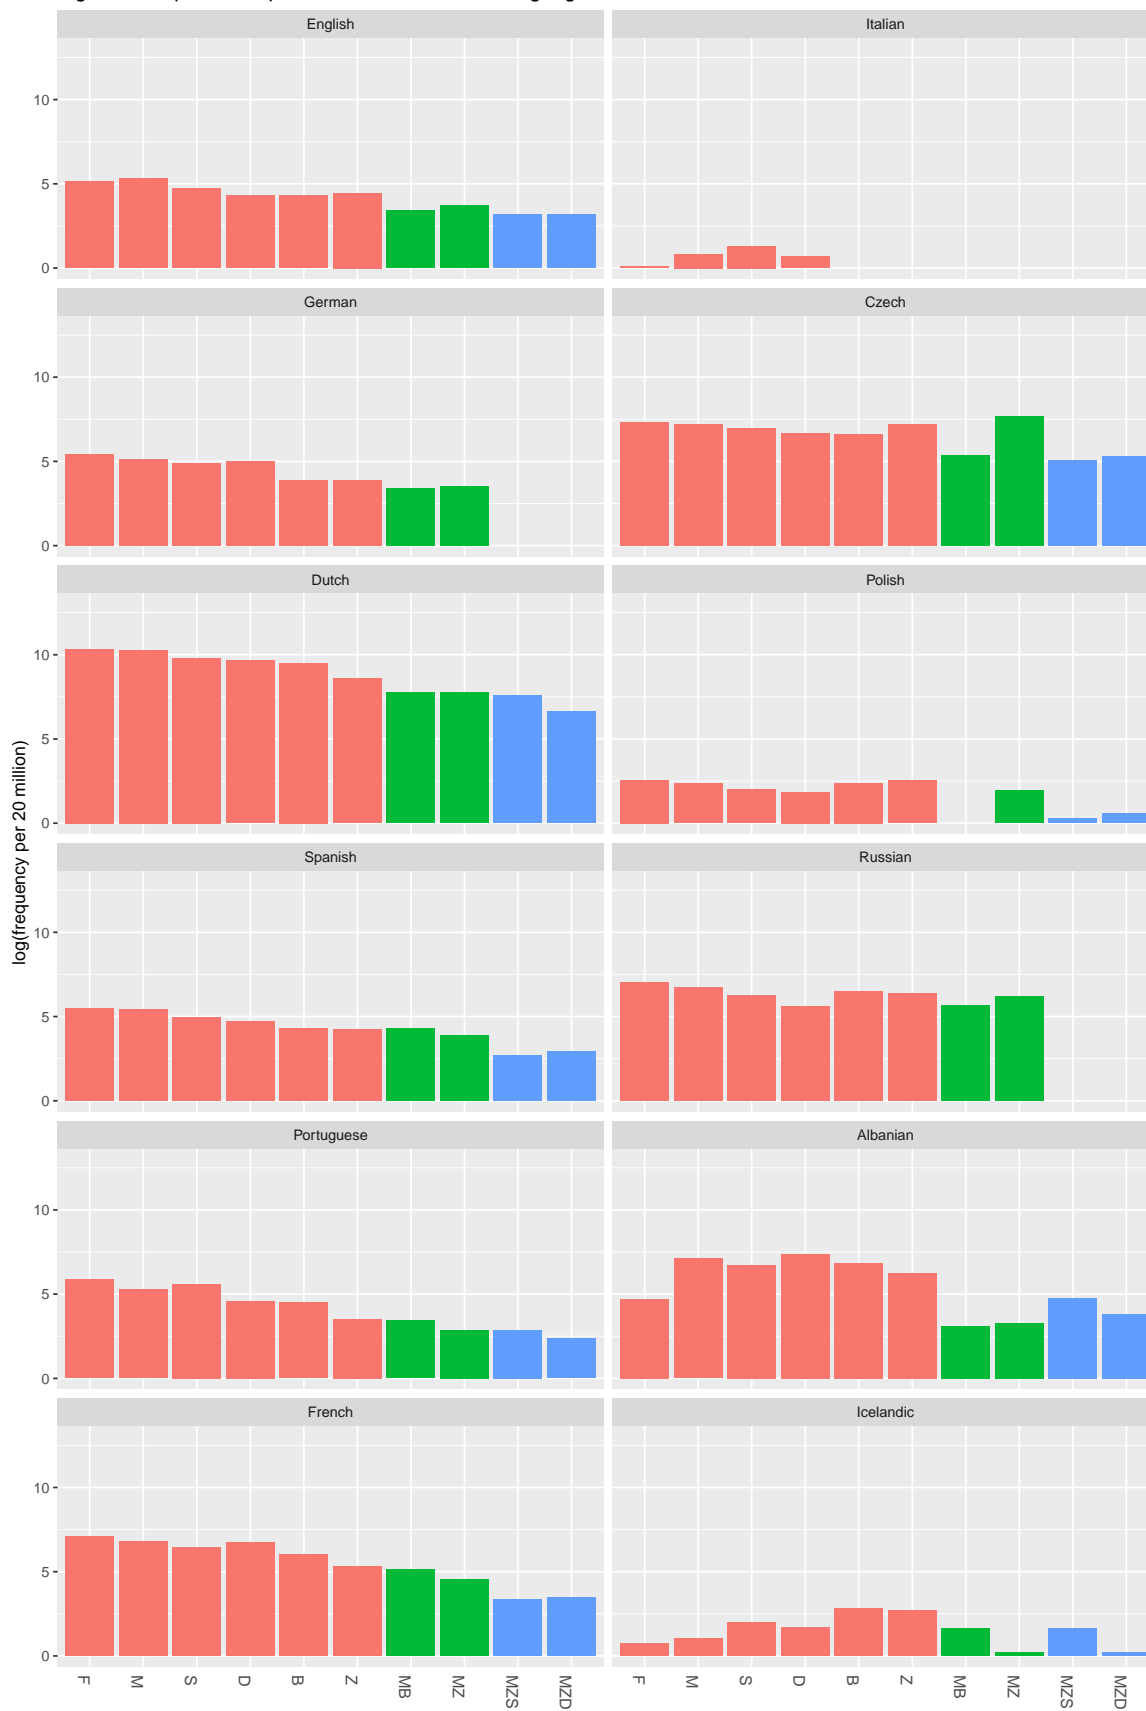 English
Italian
10
5
0
German
Czech
10
5
0
Dutch
Polish
10
5
0
log(frequency per 20 million)
Spanish
Russian
10
5
0
Portuguese
Albanian
10
5
0
French
Icelandic
10
5
0
F M S D B Z MB MZ MZS MZD
F M S D B Z MB MZ MZS MZD